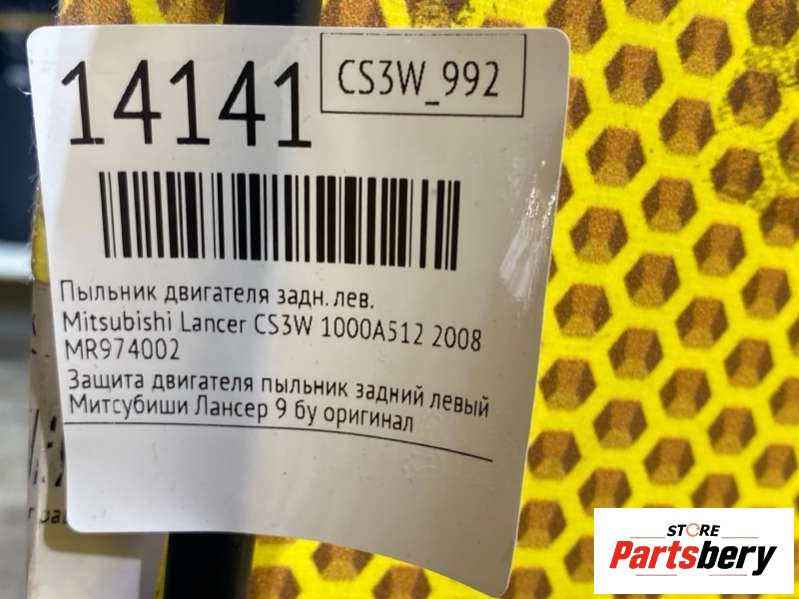 14141
CS3W_992
Пыльник двигателя задн. лев.
Mitsubishi Lancer CS3W 1000A512 2008
MR974002
Защита двигателя пыльник задний левый
Митсубиши Лансер 9 бу оригинал
STORE
Partsbery